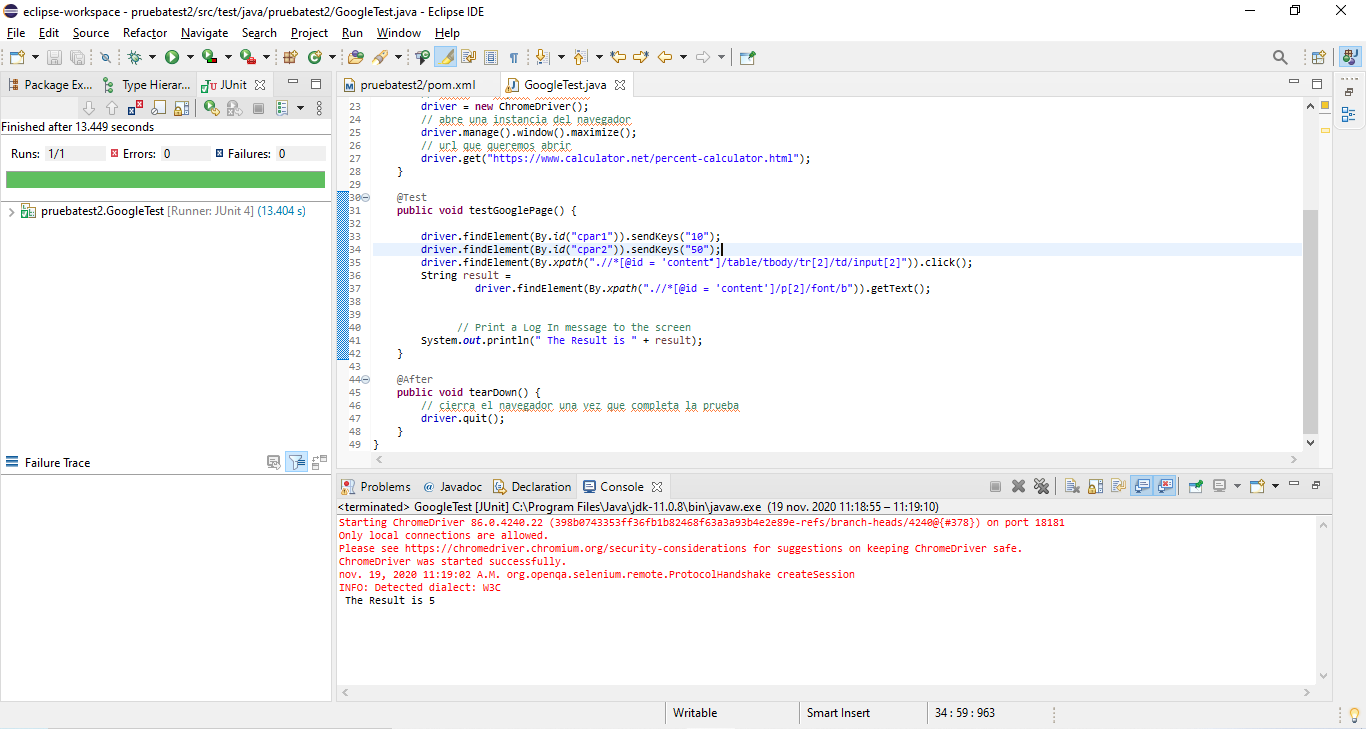 eclipse-workspace - pruebatest2/src/test/java/pruebatest2/GoogleTest.java - Eclipse IDE
File Edit Source Refactor Navigate Search Project Run Window Help
Package Ex... Type Hierar... JUnit
Finished after 13.449 seconds
Runs: 1/1 Errors: 0 Failures: 0
pruebatest2.GoogleTest [Runner: JUnit 4] (13.404 s)
Failure Trace
pruebatest2/pom.xml GoogleTest.java
23 driver = new ChromeDriver();
24 // abre una instancia del navegador
25 driver.manage().window().maximize();
26 // url que queremos abrir
27 driver.get("https://www.calculator.net/percent-calculator.html");
28 }
29
30 @Test
31 public void testGooglePage() {
32
33 driver.findElement(By.id("cpar1")).sendKeys("10");
34 driver.findElement(By.id("cpar2")).sendKeys("50");
35 driver.findElement(By.xpath(".//*[@id = 'content']/table/tbody/tr[2]/td/input[2]")).click();
36 String result =
37 driver.findElement(By.xpath(".//*[@id = 'content']/p[2]/font/b")).getText();
38
39
40 // Print a Log In message to the screen
41 System.out.println(" The Result is " + result);
42 }
43
44 @After
45 public void tearDown() {
46 // cierra el navegador una vez que completa la prueba
47 driver.quit();
48 }
49 }
Problems @ Javadoc Declaration Console
<terminated> GoogleTest [JUnit] C:\Program Files\Java\jdk-11.0.8\bin\javaw.exe (19 nov. 2020 11:18:55 – 11:19:10)
Starting ChromeDriver 86.0.4240.22 (398b0743353ff36fb1b82468f63a3a93b4e2e89e-refs/branch-heads/4240@{#378}) on port 18181
Only local connections are allowed.
Please see https://chromedriver.chromium.org/security-considerations for suggestions on keeping ChromeDriver safe.
ChromeDriver was started successfully.
nov. 19, 2020 11:19:02 A.M. org.openqa.selenium.remote.ProtocolHandshake createSession
INFO: Detected dialect: W3C
The Result is 5
Writable Smart Insert 34 : 59 : 963